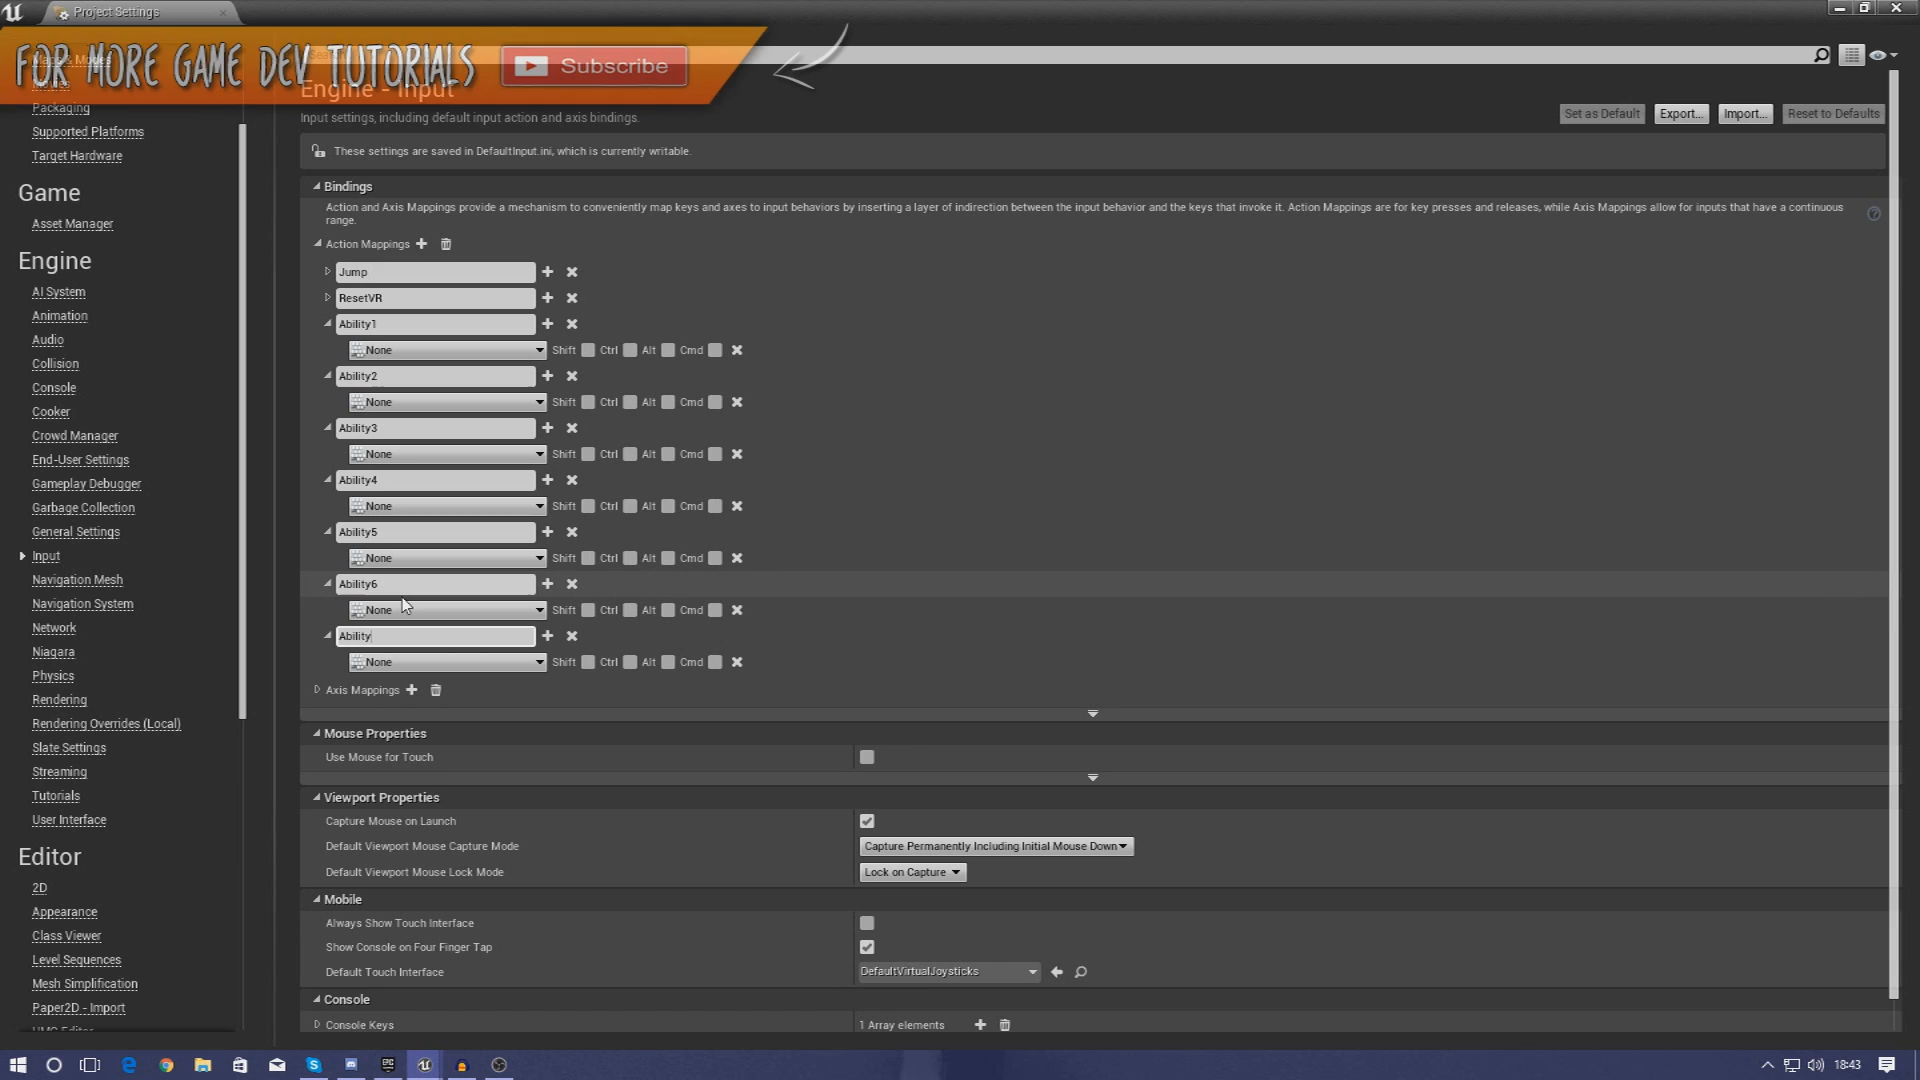 Project Settings
FOR MORE GAME DEV TUTORIALS
Subscribe
Packaging
Supported Platforms
Target Hardware
Game
Asset Manager
Engine
AI System
Animation
Audio
Collision
Console
Cooker
Crowd Manager
End-User Settings
Gameplay Debugger
Garbage Collection
General Settings
Input
Navigation Mesh
Navigation System
Network
Niagara
Physics
Rendering
Rendering Overrides (Local)
Slate Settings
Streaming
Tutorials
User Interface
Editor
2D
Appearance
Class Viewer
Level Sequences
Mesh Simplification
Paper2D - Import
Engine - Input
Input settings, including default input action and axis bindings.
Set as Default Export... Import... Reset to Defaults
These settings are saved in DefaultInput.ini, which is currently writable.
Bindings
Action and Axis Mappings provide a mechanism to conveniently map keys and axes to input behaviors by inserting a layer of indirection between the input behavior and the keys that invoke it. Action Mappings are for key presses and releases, while Axis Mappings allow for inputs that have a continuous
range.
Action Mappings
Jump
ResetVR
Ability1
None Shift Ctrl Alt Cmd
Ability2
None Shift Ctrl Alt Cmd
Ability3
None Shift Ctrl Alt Cmd
Ability4
None Shift Ctrl Alt Cmd
Ability5
None Shift Ctrl Alt Cmd
Ability6
None Shift Ctrl Alt Cmd
Ability
None Shift Ctrl Alt Cmd
Axis Mappings
Mouse Properties
Use Mouse for Touch
Viewport Properties
Capture Mouse on Launch
Default Viewport Mouse Capture Mode Capture Permanently Including Initial Mouse Down
Default Viewport Mouse Lock Mode Lock on Capture
Mobile
Always Show Touch Interface
Show Console on Four Finger Tap
Default Touch Interface DefaultVirtualJoysticks
Console
Console Keys 1 Array elements
18:43